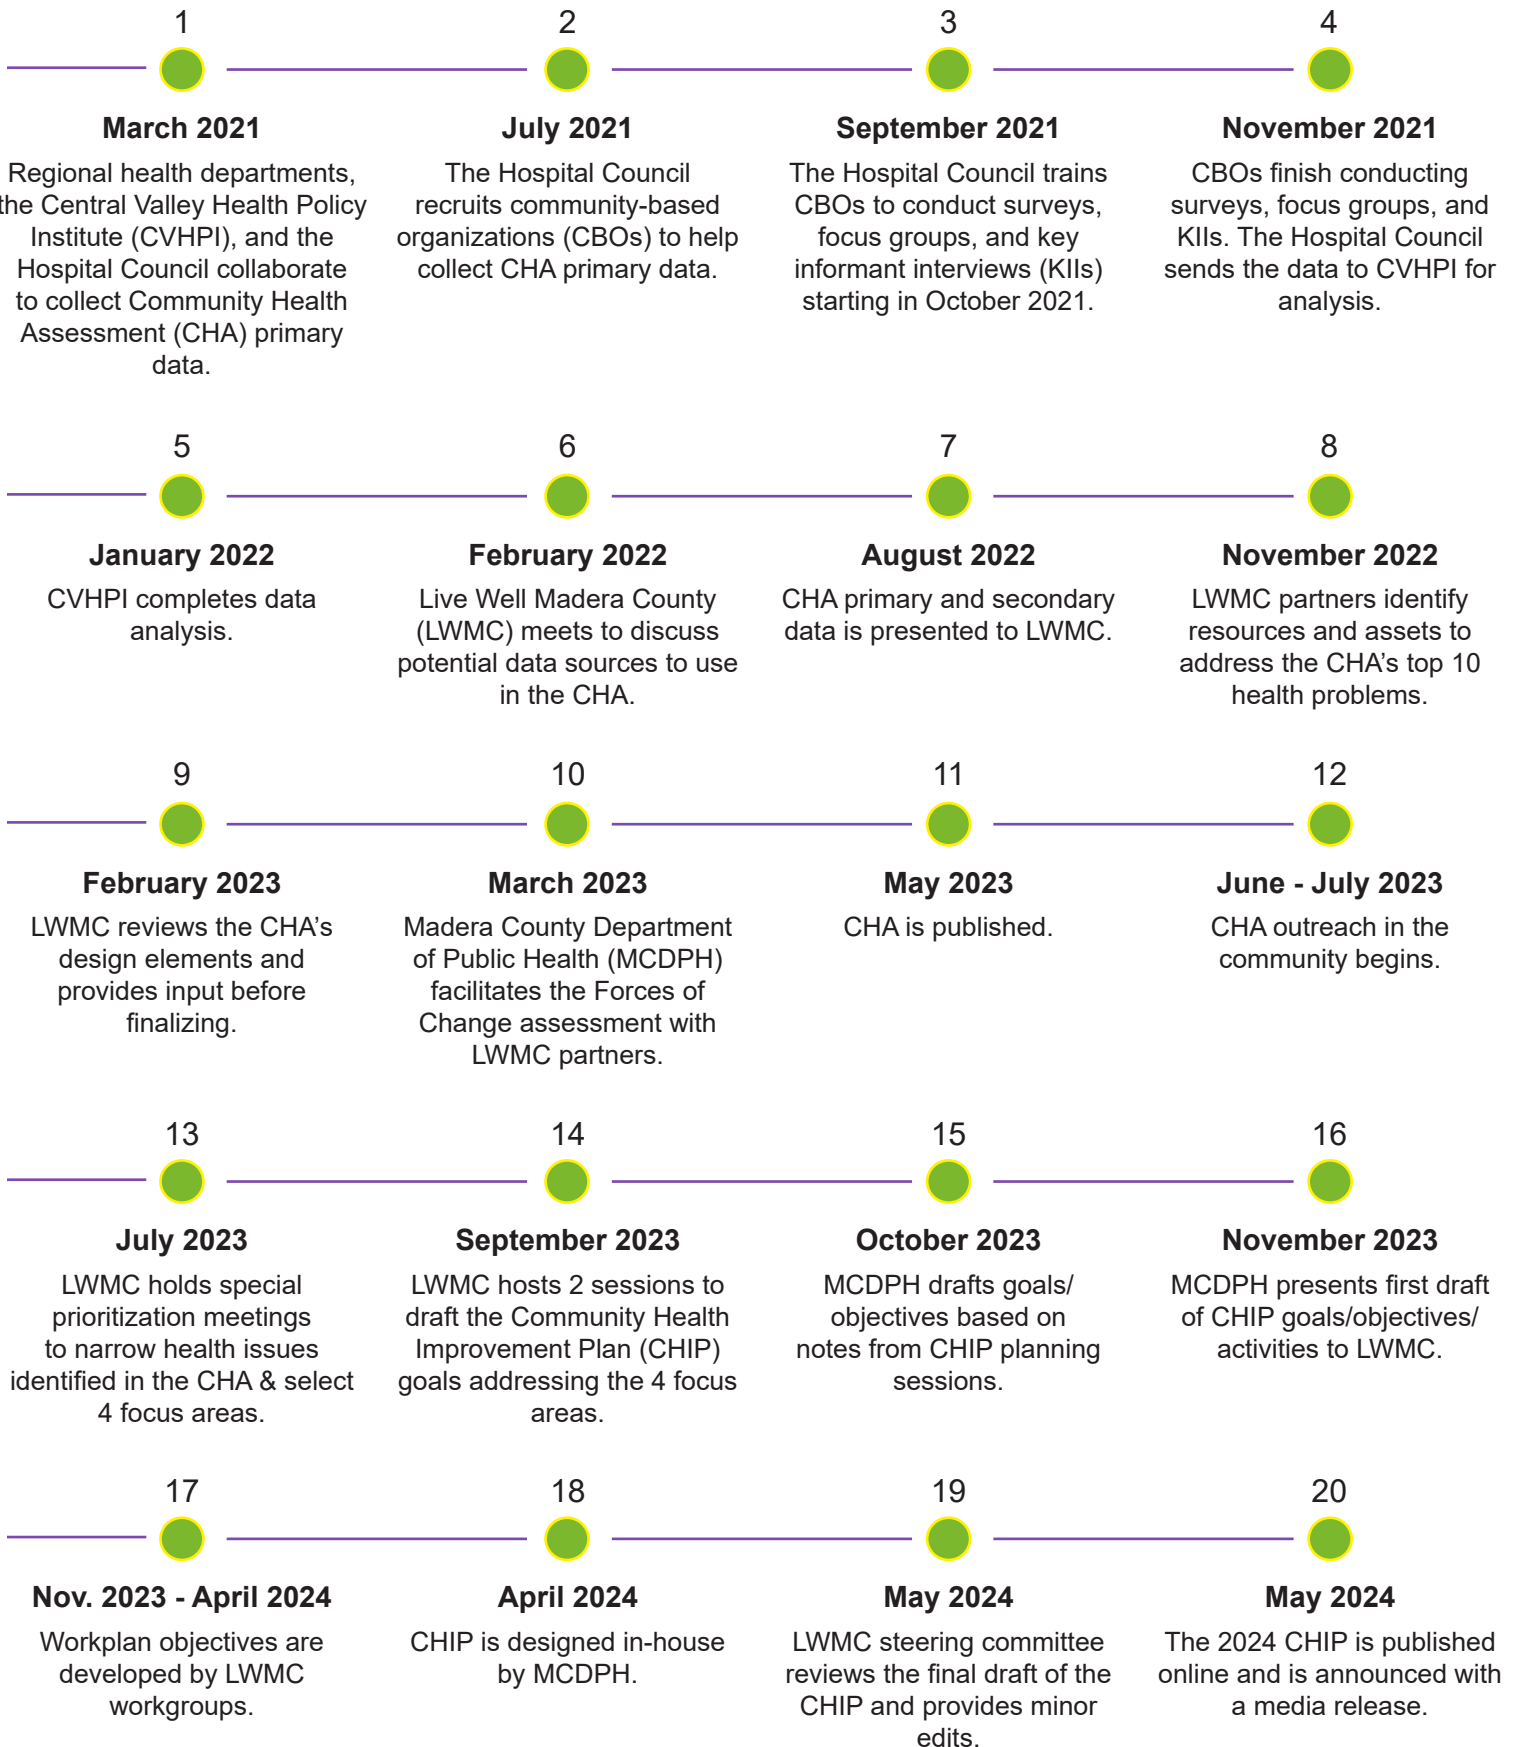 1
March 2021
Regional health departments,
the Central Valley Health Policy
Institute (CVHPI), and the
Hospital Council collaborate
to collect Community Health
Assessment (CHA) primary
data.
2
July 2021
The Hospital Council
recruits community-based
organizations (CBOs) to help
collect CHA primary data.
3
September 2021
The Hospital Council trains
CBOs to conduct surveys,
focus groups, and key
informant interviews (KIIs)
starting in October 2021.
4
November 2021
CBOs finish conducting
surveys, focus groups, and
KIIs. The Hospital Council
sends the data to CVHPI for
analysis.
5
January 2022
CVHPI completes data
analysis.
6
February 2022
Live Well Madera County
(LWMC) meets to discuss
potential data sources to use
in the CHA.
7
August 2022
CHA primary and secondary
data is presented to LWMC.
8
November 2022
LWMC partners identify
resources and assets to
address the CHA’s top 10
health problems.
9
February 2023
LWMC reviews the CHA’s
design elements and
provides input before
finalizing.
10
March 2023
Madera County Department
of Public Health (MCDPH)
facilitates the Forces of
Change assessment with
LWMC partners.
11
May 2023
CHA is published.
12
June - July 2023
CHA outreach in the
community begins.
13
July 2023
LWMC holds special
prioritization meetings
to narrow health issues
identified in the CHA & select
4 focus areas.
14
September 2023
LWMC hosts 2 sessions to
draft the Community Health
Improvement Plan (CHIP)
goals addressing the 4 focus
areas.
15
October 2023
MCDPH drafts goals/
objectives based on
notes from CHIP planning
sessions.
16
November 2023
MCDPH presents first draft
of CHIP goals/objectives/
activities to LWMC.
17
Nov. 2023 - April 2024
Workplan objectives are
developed by LWMC
workgroups.
18
April 2024
CHIP is designed in-house
by MCDPH.
19
May 2024
LWMC steering committee
reviews the final draft of the
CHIP and provides minor
edits.
20
May 2024
The 2024 CHIP is published
online and is announced with
a media release.